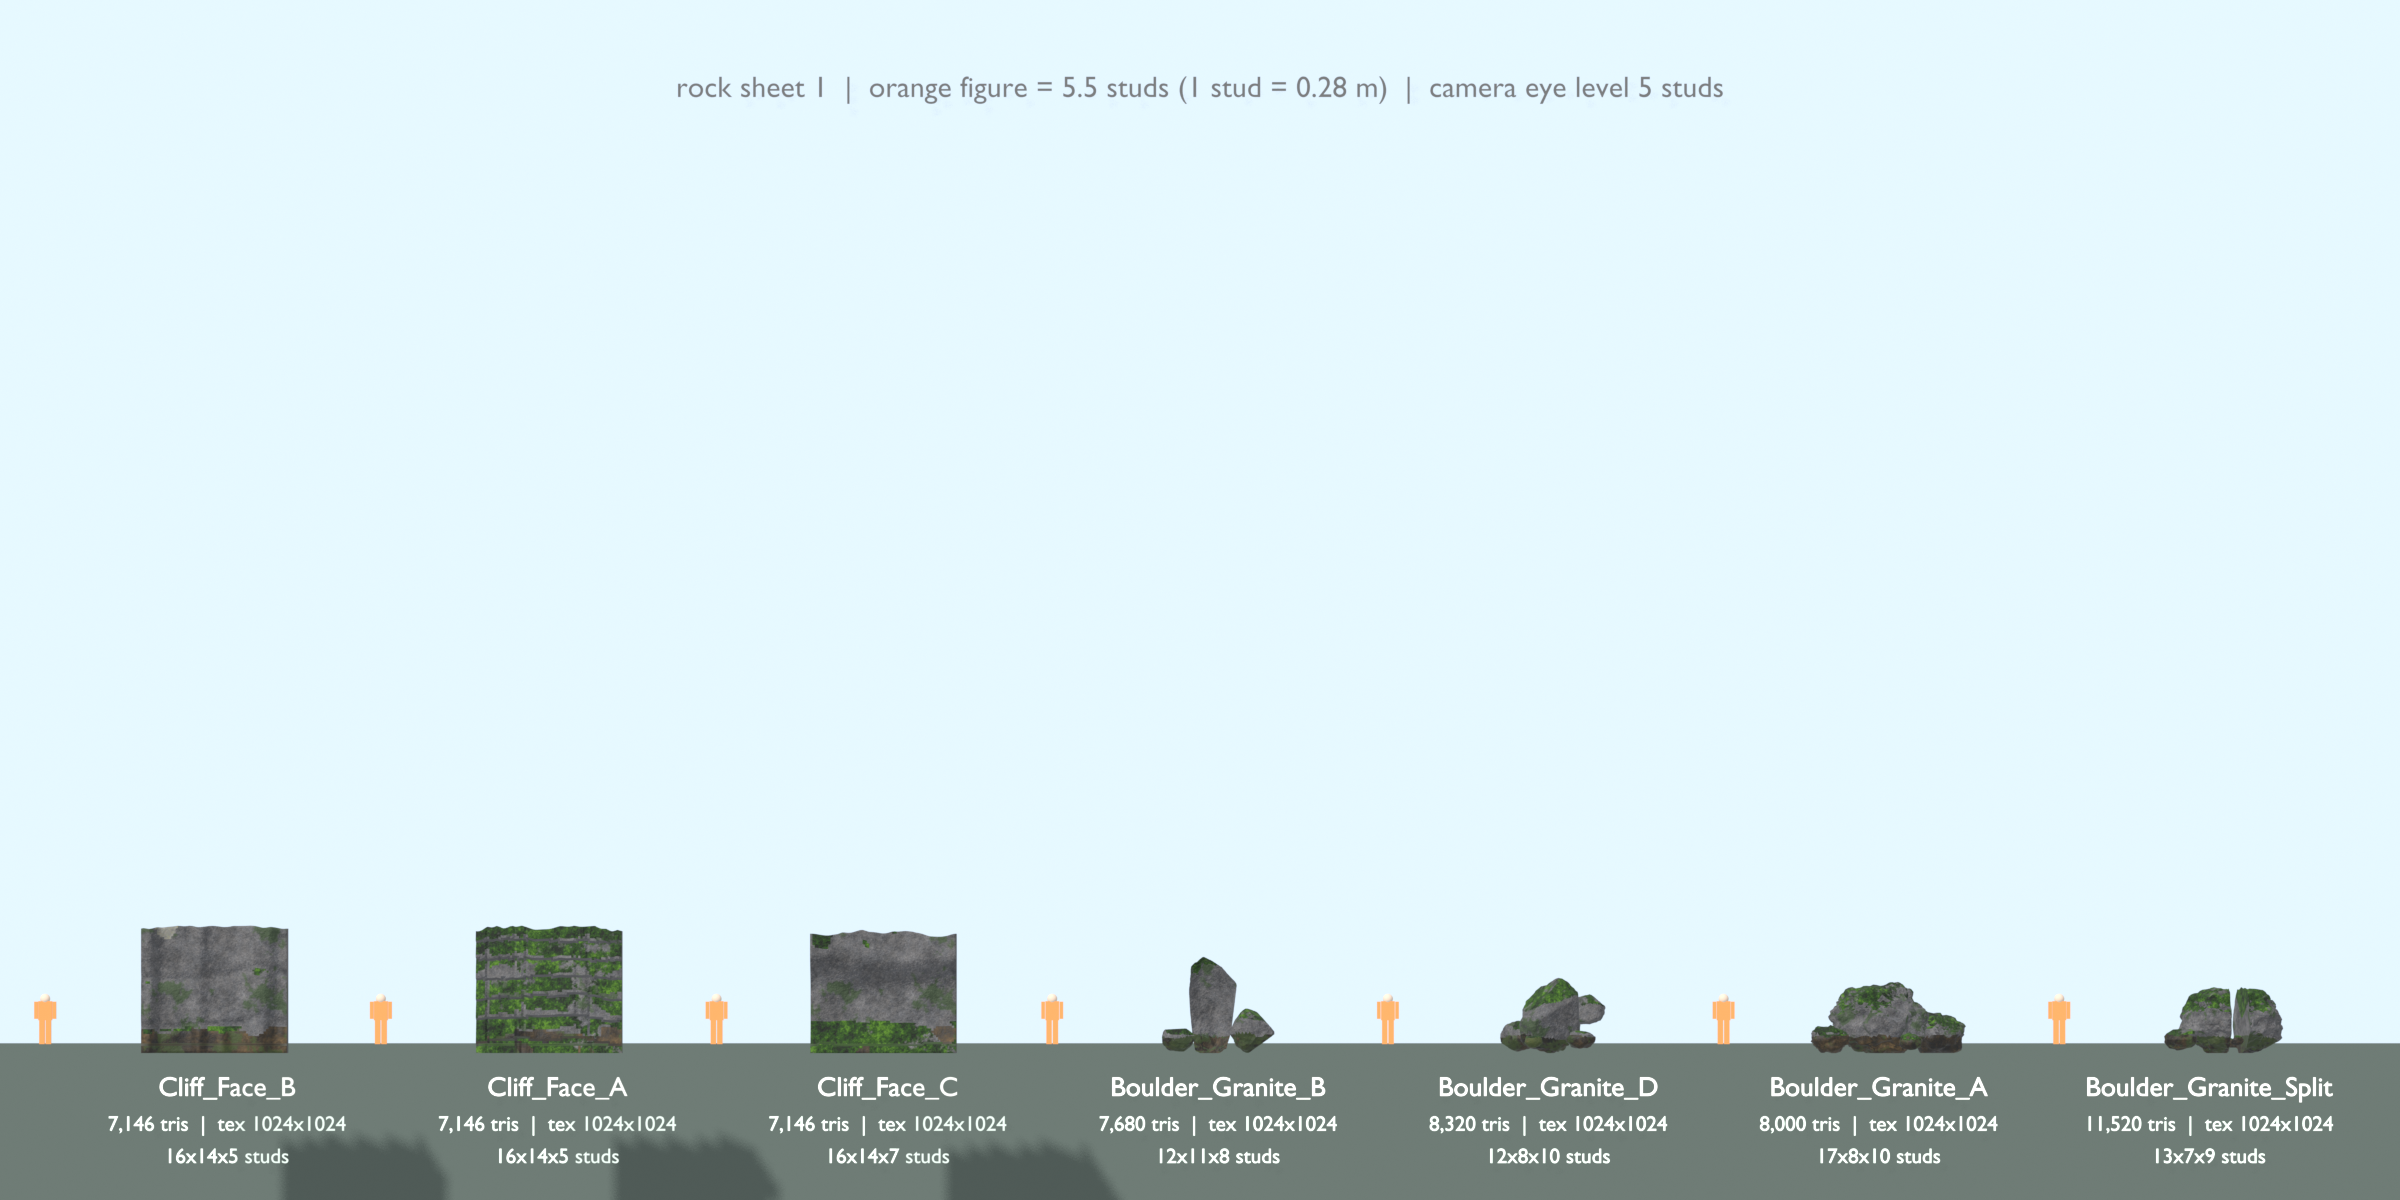 rock sheet 1 | orange figure = 5.5 studs (1 stud = 0.28 m) | camera eye level 5 studs
Cliff_Face_B
7,146 tris | tex 1024x1024
16x14x5 studs
Cliff_Face_A
7,146 tris | tex 1024x1024
16x14x5 studs
Cliff_Face_C
7,146 tris | tex 1024x1024
16x14x7 studs
Boulder_Granite_B
7,680 tris | tex 1024x1024
12x11x8 studs
Boulder_Granite_D
8,320 tris | tex 1024x1024
12x8x10 studs
Boulder_Granite_A
8,000 tris | tex 1024x1024
17x8x10 studs
Boulder_Granite_Split
11,520 tris | tex 1024x1024
13x7x9 studs